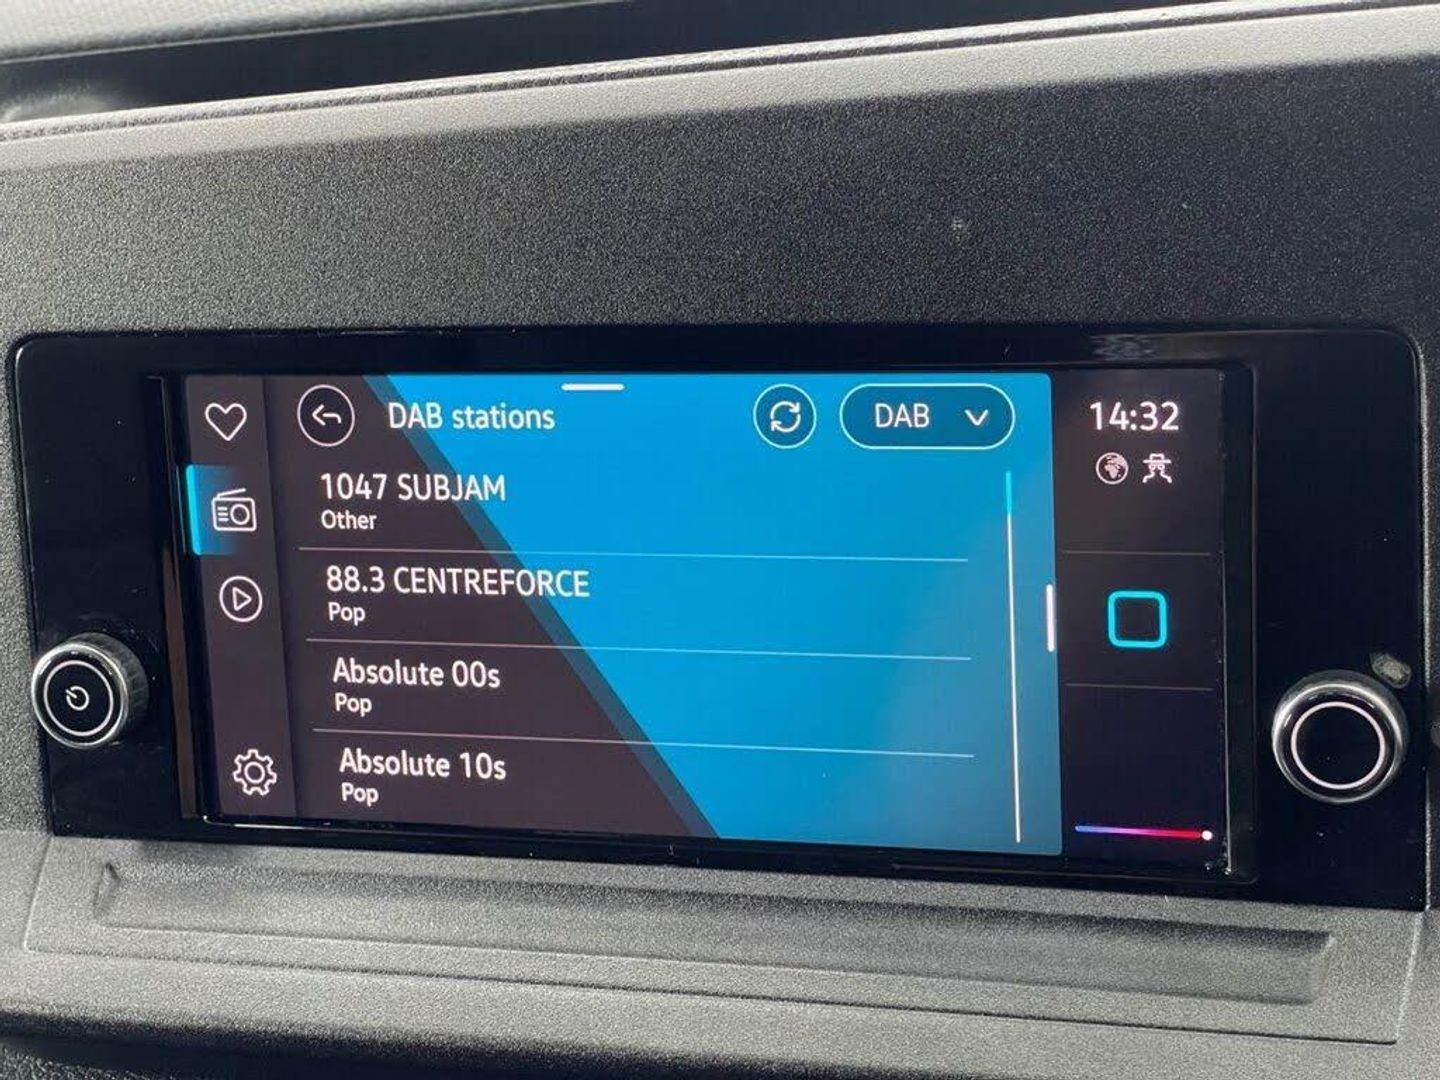 DAB stations
DAB
14:32
1047 SUBJAM
Other
88.3 CENTREFORCE
Pop
Absolute 00s
Pop
Absolute 10s
Pop